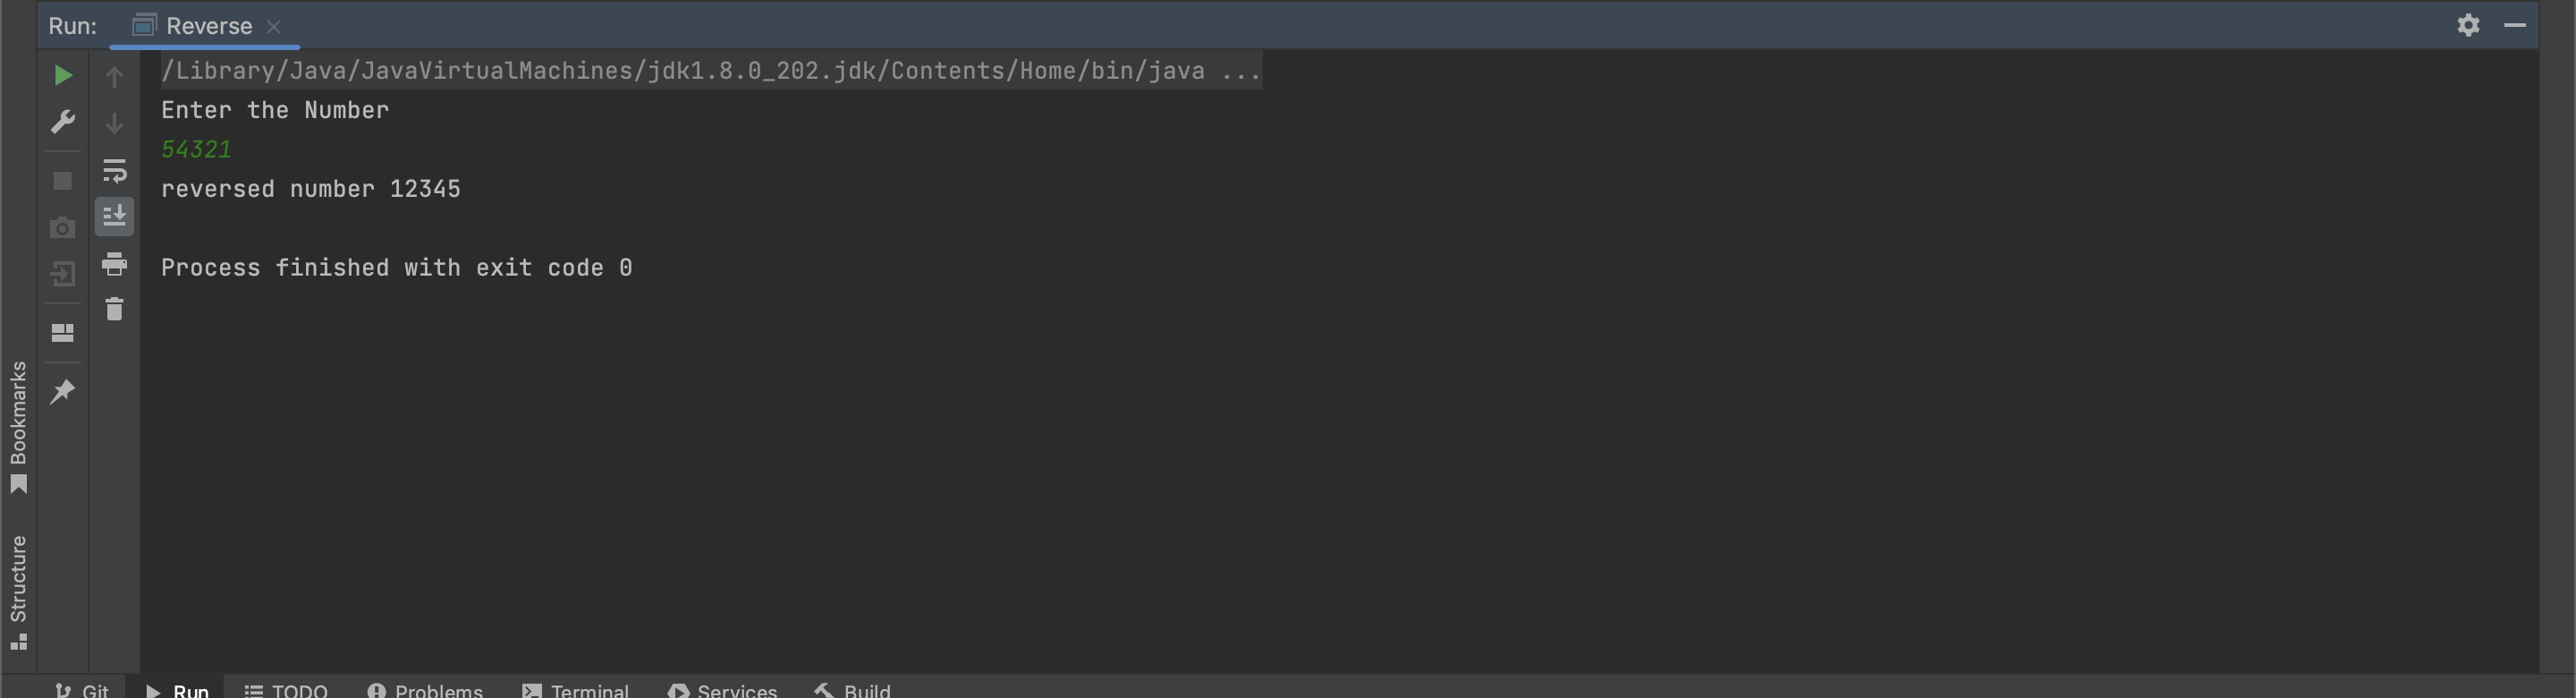 Run: Reverse
/Library/Java/JavaVirtualMachines/jdk1.8.0_202.jdk/Contents/Home/bin/java ...
Enter the Number
54321
reversed number 12345
Process finished with exit code 0
Bookmarks
Structure
Git Run TODO Problems Terminal Services Build